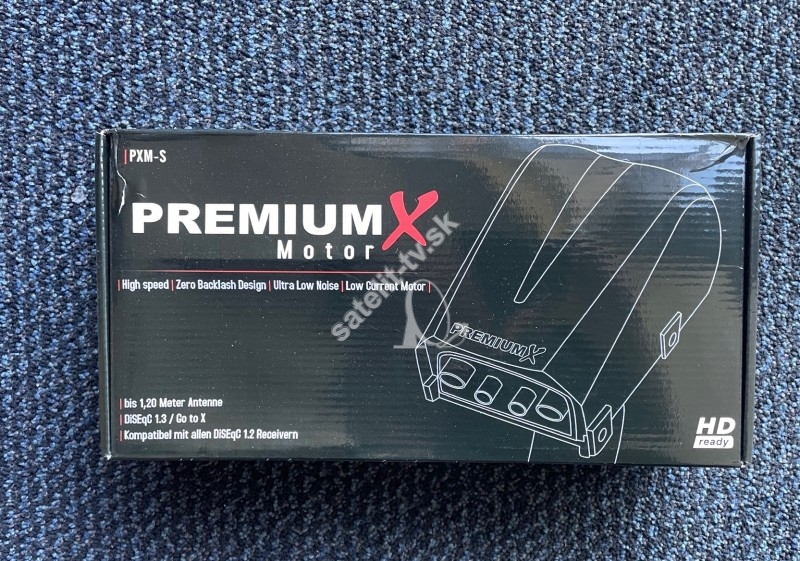 PXM-S
PREMIUM X
Motor
| High speed | Zero Backlash Design | Ultra Low Noise | Low Current Motor |
satelit-tv.sk
PREMIUMX
| bis 1,20 Meter Antenne
| DiSEqC 1.3 / Go to X
| Kompatibel mit allen DiSEqC 1.2 Receivern
HD
ready